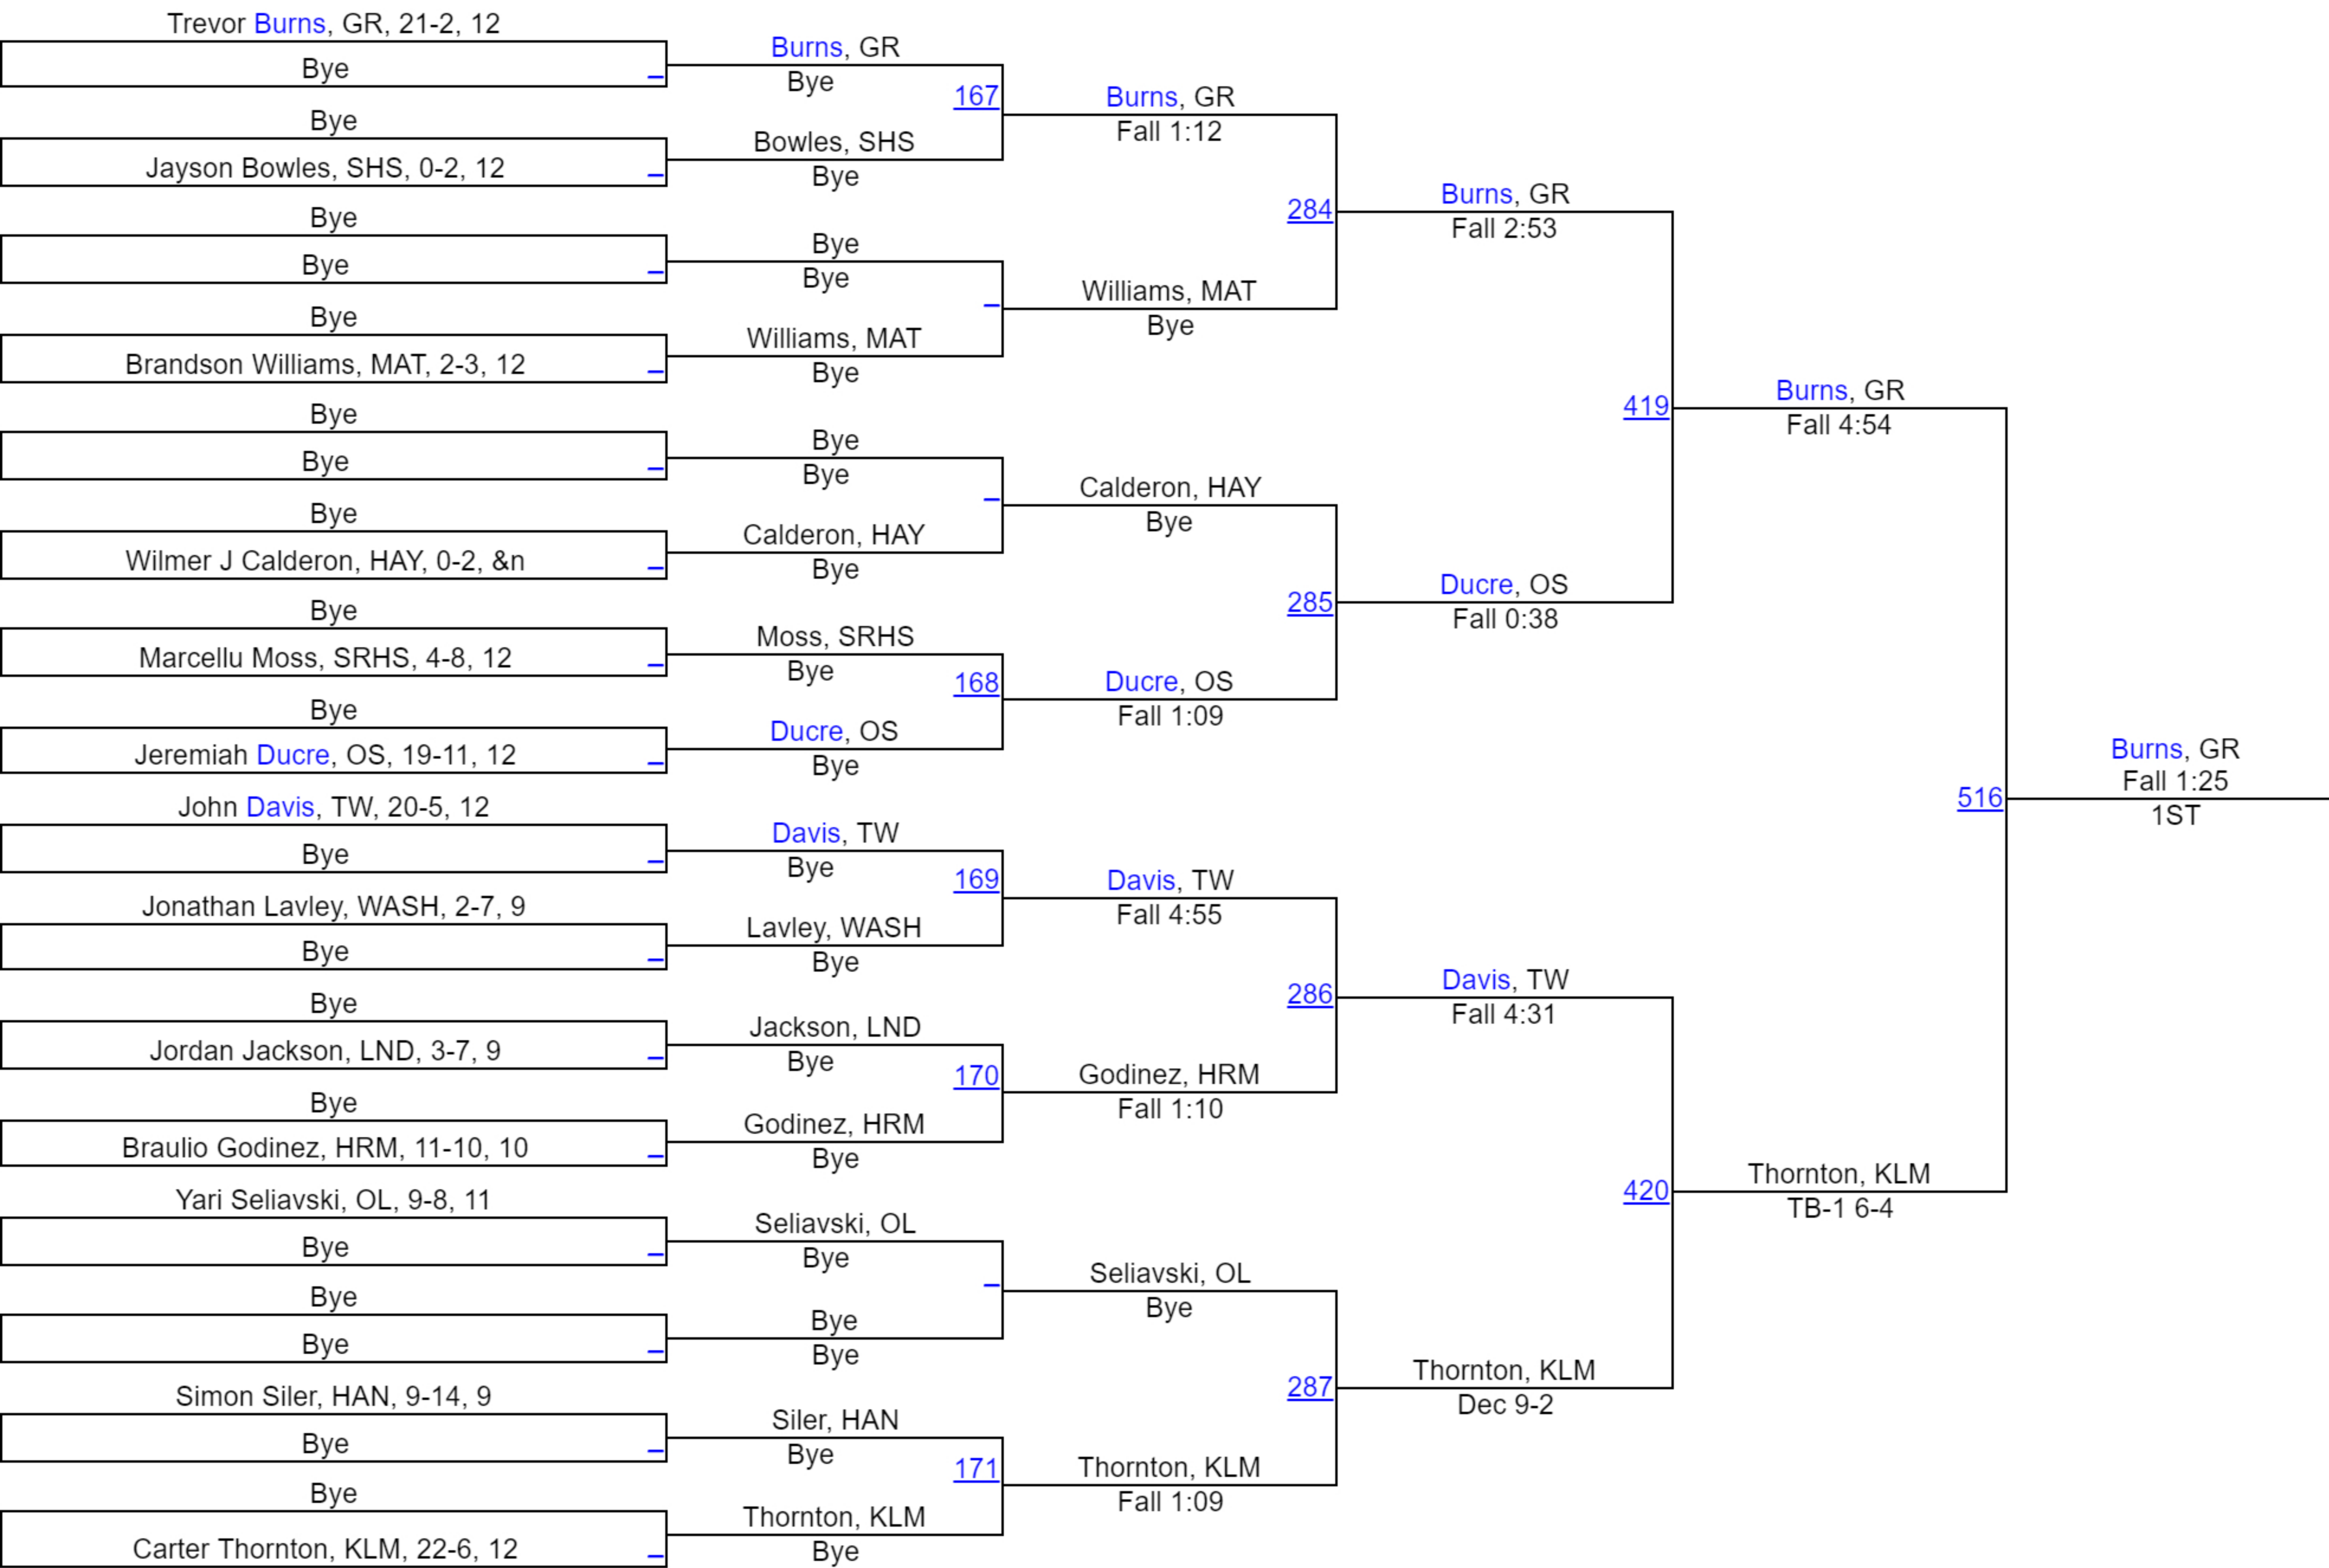 Trevor Burns, GR, 21-2, 12
Bye
Bye
Jayson Bowles, SHS, 0-2, 12
Bye
Bye
Bye
Brandson Williams, MAT, 2-3, 12
Bye
Bye
Bye
Wilmer J Calderon, HAY, 0-2, &n
Bye
Marcellu Moss, SRHS, 4-8, 12
Bye
Jeremiah Ducre, OS, 19-11, 12
John Davis, TW, 20-5, 12
Bye
Jonathan Lavley, WASH, 2-7, 9
Bye
Bye
Jordan Jackson, LND, 3-7, 9
Bye
Braulio Godinez, HRM, 11-10, 10
Yari Seliavski, OL, 9-8, 11
Bye
Bye
Bye
Simon Siler, HAN, 9-14, 9
Bye
Bye
Carter Thornton, KLM, 22-6, 12
Burns, GR
Bye
167
Bowles, SHS
Bye
Bye
Bye
Williams, MAT
Bye
Bye
Bye
Calderon, HAY
Bye
Moss, SRHS
Bye
168
Ducre, OS
Bye
Davis, TW
Bye
169
Lavley, WASH
Bye
Jackson, LND
Bye
170
Godinez, HRM
Bye
Seliavski, OL
Bye
Bye
Bye
Siler, HAN
Bye
171
Thornton, KLM
Bye
Burns, GR
Fall 1:12
284
Williams, MAT
Bye
Calderon, HAY
Bye
285
Ducre, OS
Fall 1:09
Davis, TW
Fall 4:55
286
Godinez, HRM
Fall 1:10
Seliavski, OL
Bye
287
Thornton, KLM
Fall 1:09
Burns, GR
Fall 2:53
419
Ducre, OS
Fall 0:38
Davis, TW
Fall 4:31
420
Thornton, KLM
Dec 9-2
Burns, GR
Fall 4:54
516
Thornton, KLM
TB-1 6-4
Burns, GR
Fall 1:25
1ST